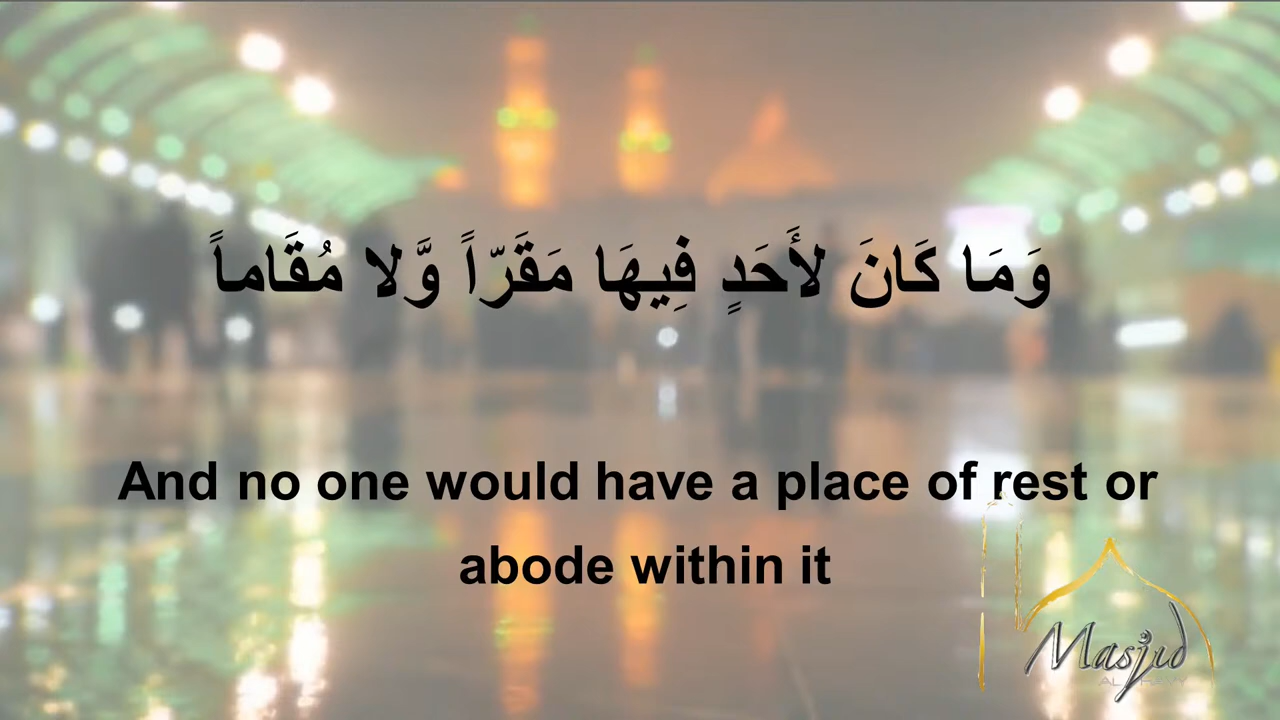 وَمَا كَانَ لأَحَدٍ فِيهَا مَقَرّاً وَّلا مُقَاماً
And no one would have a place of rest or
abode within it
Masjid